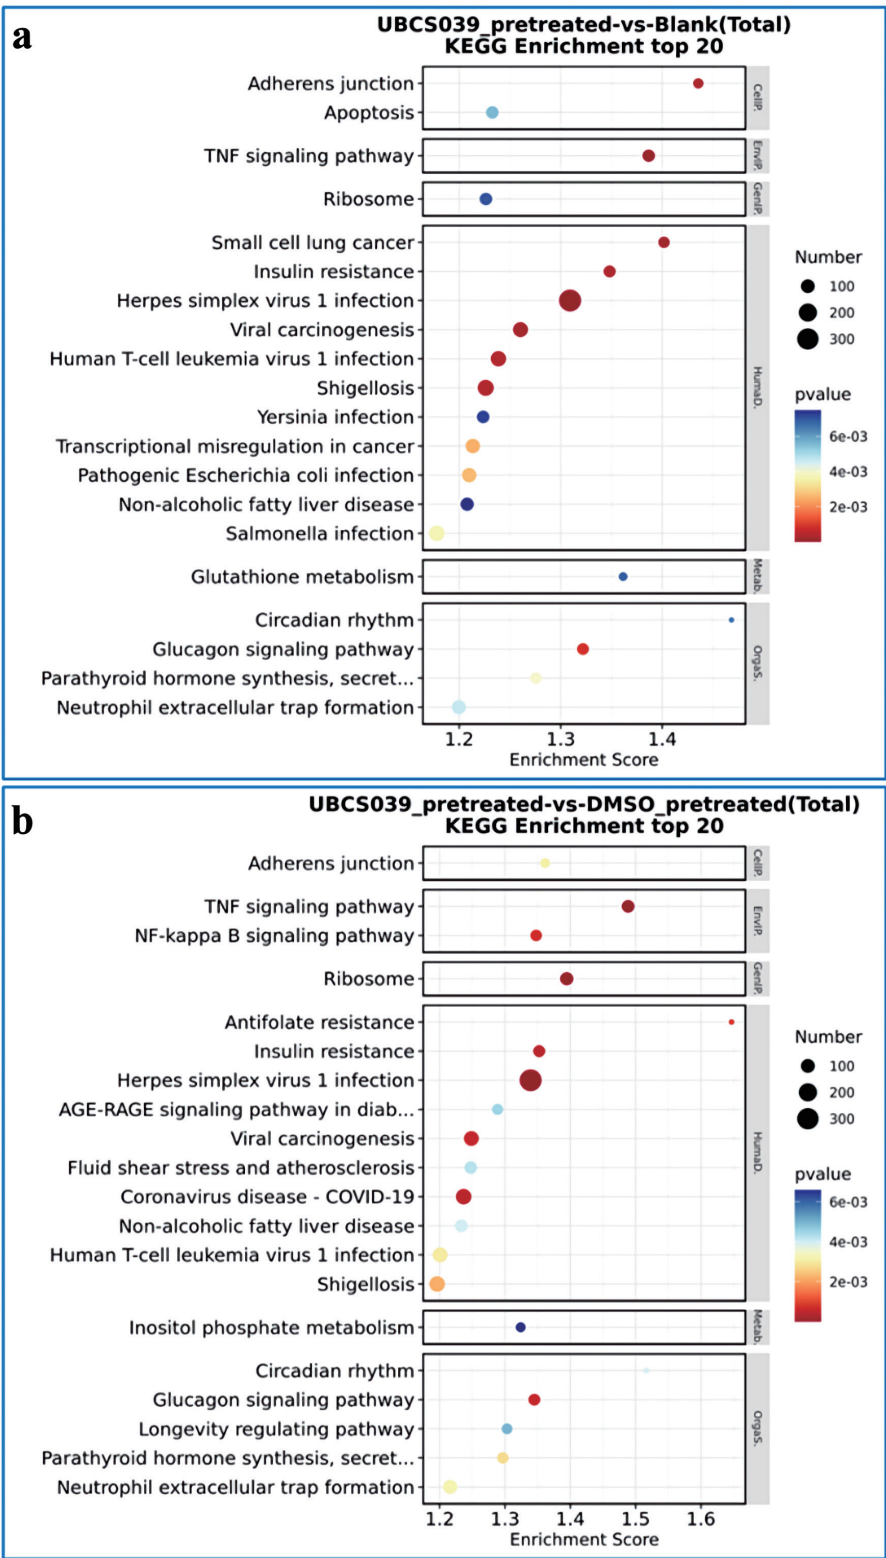 a
UBCS039_pretreated-vs-Blank(Total)
KEGG Enrichment top 20
Adherens junction
Apoptosis
CellP.
TNF signaling pathway
EnvIP.
Ribosome
GenIP.
Small cell lung cancer
Insulin resistance
Herpes simplex virus 1 infection
Viral carcinogenesis
Human T-cell leukemia virus 1 infection
Shigellosis
Yersinia infection
Transcriptional misregulation in cancer
Pathogenic Escherichia coli infection
Non-alcoholic fatty liver disease
Salmonella infection
HumaD.
Glutathione metabolism
Metab.
Circadian rhythm
Glucagon signaling pathway
Parathyroid hormone synthesis, secret...
Neutrophil extracellular trap formation
OrgaS.
1.2 1.3 1.4
Enrichment Score
Number
100
200
300
pvalue
6e-03
4e-03
2e-03
b
UBCS039_pretreated-vs-DMSO_pretreated(Total)
KEGG Enrichment top 20
Adherens junction
CellP.
TNF signaling pathway
NF-kappa B signaling pathway
EnvIP.
Ribosome
GenIP.
Antifolate resistance
Insulin resistance
Herpes simplex virus 1 infection
AGE-RAGE signaling pathway in diab...
Viral carcinogenesis
Fluid shear stress and atherosclerosis
Coronavirus disease - COVID-19
Non-alcoholic fatty liver disease
Human T-cell leukemia virus 1 infection
Shigellosis
HumaD.
Inositol phosphate metabolism
Metab.
Circadian rhythm
Glucagon signaling pathway
Longevity regulating pathway
Parathyroid hormone synthesis, secret...
Neutrophil extracellular trap formation
OrgaS.
1.2 1.3 1.4 1.5 1.6
Enrichment Score
Number
100
200
300
pvalue
6e-03
4e-03
2e-03